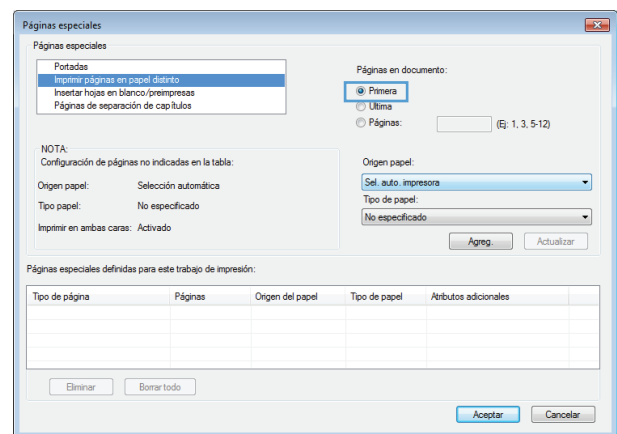 Páginas especiales
Páginas especiales
Portadas
Imprimir páginas en papel distinto
Insertar hojas en blanco/preimpresas
Páginas de separación de capítulos
Páginas en documento:
Primera
Última
Páginas:
(Ej: 1, 3, 5-12)
NOTA:
Configuración de páginas no indicadas en la tabla:
Origen papel: Selección automática
Tipo papel: No especificado
Imprimir en ambas caras: Activado
Origen papel:
Sel. auto. impresora
Tipo de papel:
No especificado
Agreg. Actualizar
Páginas especiales definidas para este trabajo de impresión:
Tipo de página Páginas Origen del papel Tipo de papel Atributos adicionales
Eliminar Borrar todo
Aceptar Cancelar